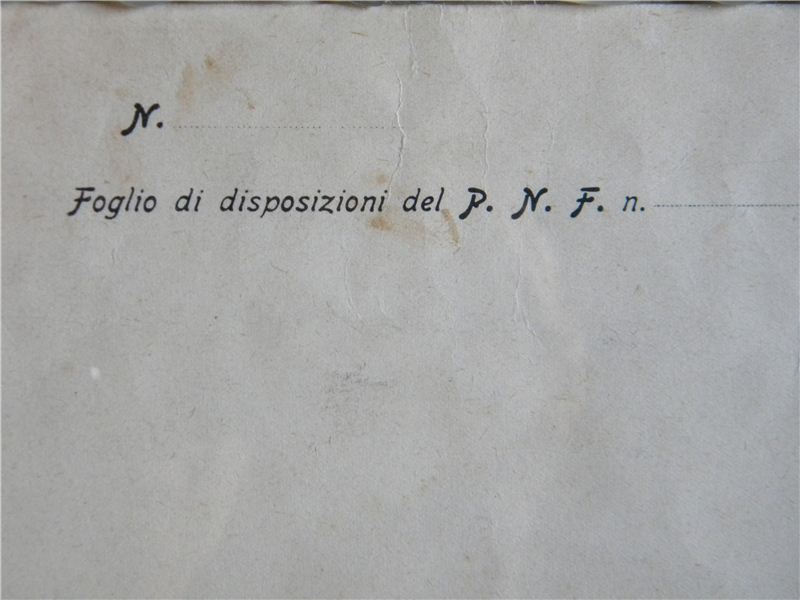 N.
Foglio di disposizioni del P. N. F. n.